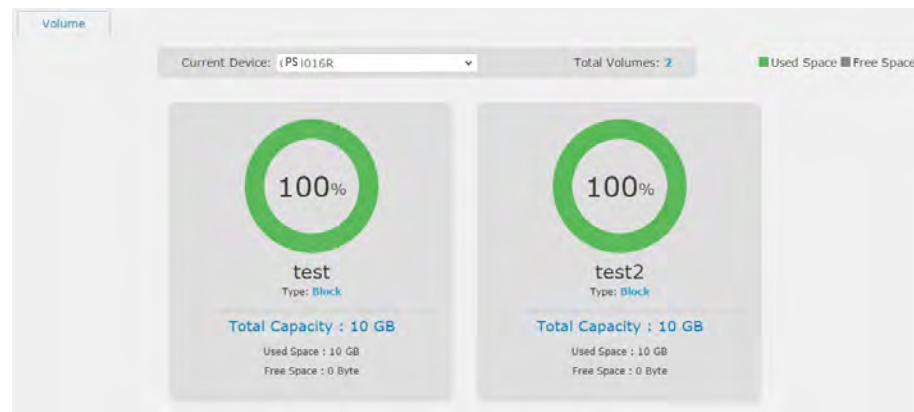 Volume
Current Device: (PS)016R Total Volumes: 2 Used Space Free Space
100% 100%
test test2
Type: Block Type: Block
Total Capacity : 10 GB Total Capacity : 10 GB
Used Space : 10 GB Used Space : 10 GB
Free Space : 0 Byte Free Space : 0 Byte